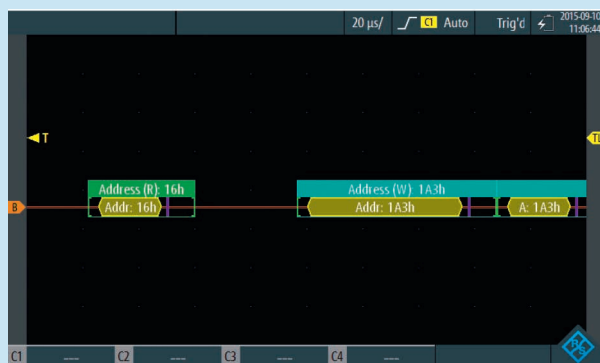 20 µs/ C1 Auto Trig'd 2015-09-10
11:06:44
T TL
Address (R): 16h Address (W): 1A3h
B Addr: 16h Addr: 1A3h A: 1A3h
C1 --- C2 --- C3 --- C4 ---
R&S